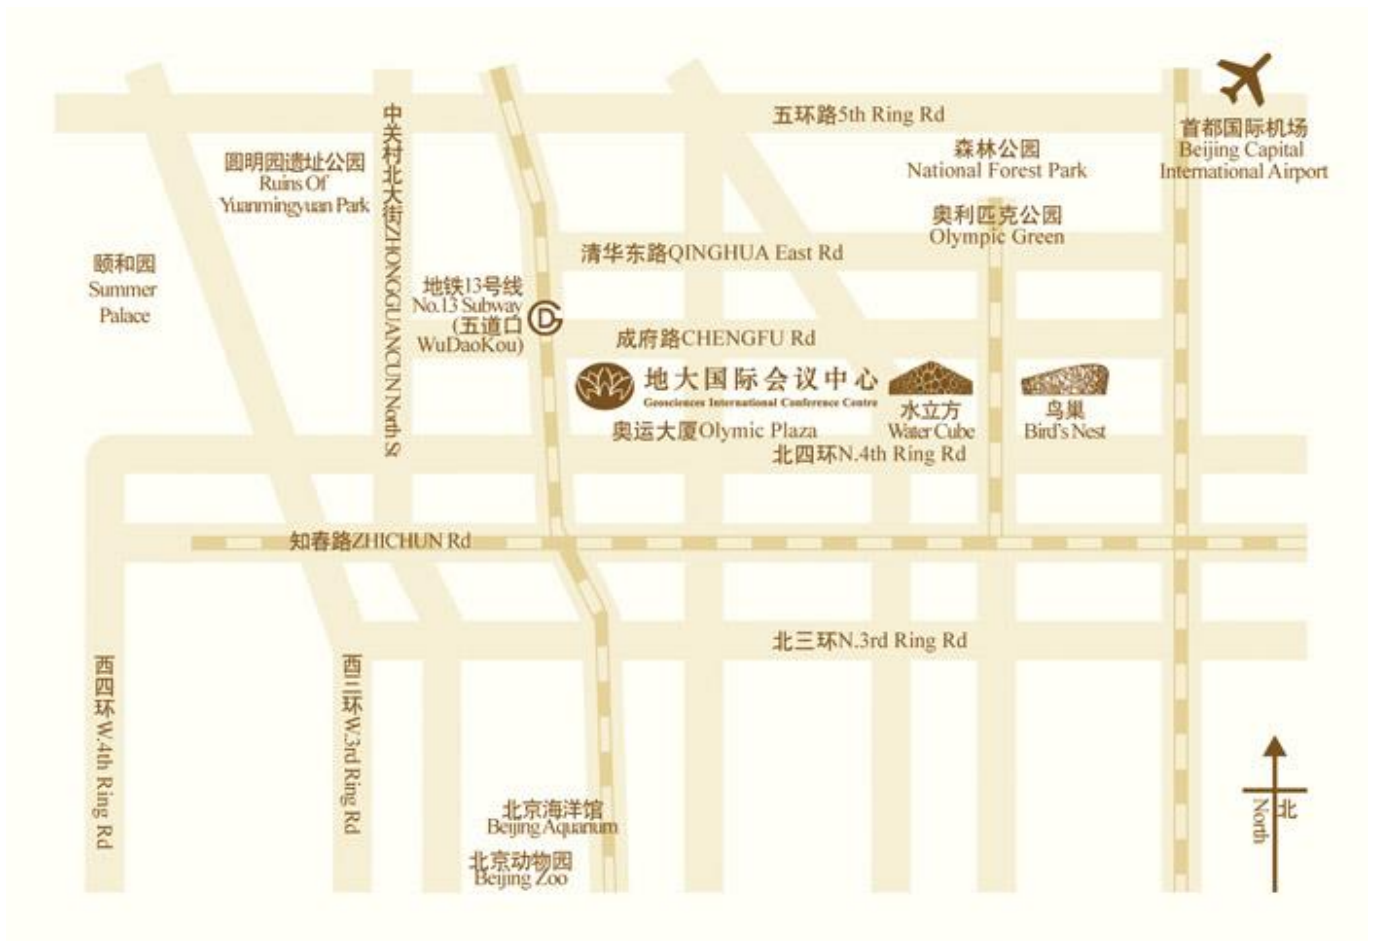 五环路5th Ring Rd
中关村北大街ZHONGGUANCUN North St
首都国际机场
Beijing Capital
International Airport
圆明园遗址公园
Ruins Of
Yuanmingyuan Park
森林公园
National Forest Park
奥利匹克公园
Olympic Green
清华东路QINGHUA East Rd
颐和园
Summer
Palace
地铁13号线
No.13 Subway
(五道口
WuDaoKou)
成府路CHENGFU Rd
地大国际会议中心
Geosciences International Conference Centre
奥运大厦Olymic Plaza
水立方
Water Cube
鸟巢
Bird's Nest
北四环N.4th Ring Rd
知春路ZHICHUN Rd
北三环N.3rd Ring Rd
西四环W.4th Ring Rd
西三环W.3rd Ring Rd
北京海洋馆
Beijing Aquarium
北京动物园
Beijing Zoo
North
北